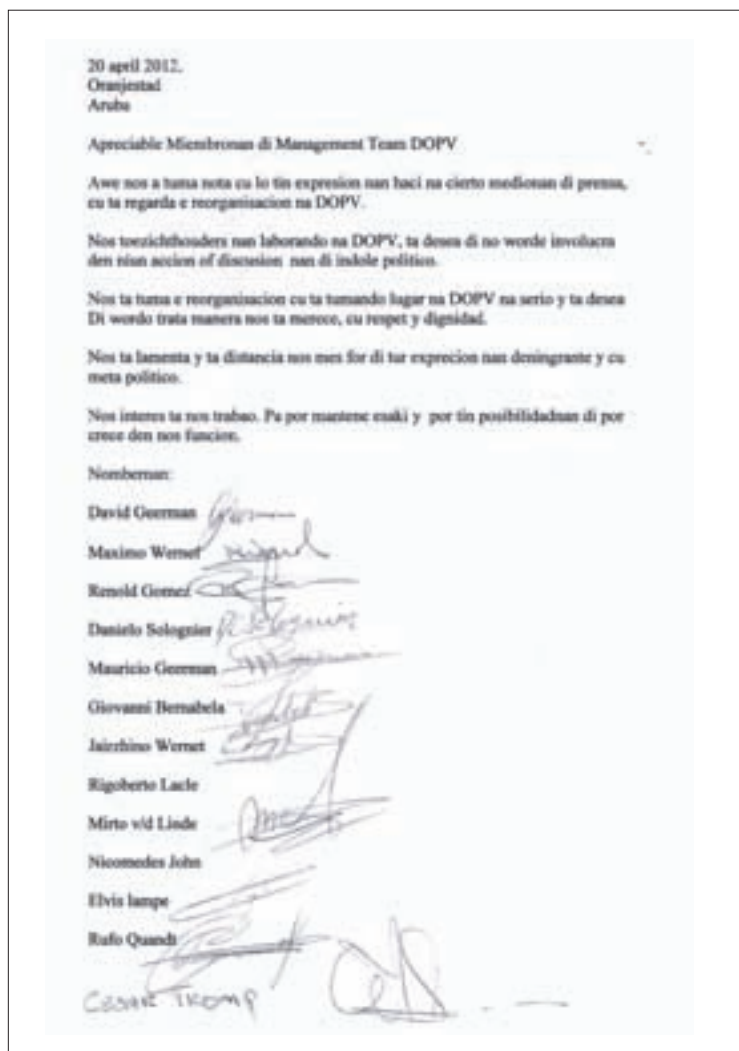 20 april 2012,
Oranjestad
Aruba
Apreciable Miembronan di Management Team DOPV
Awe nos a tuma nota cu lo tin expresion nan haci na cierto medionan di prensa,
cu ta regarda e reorganisacion na DOPV.
Nos toezichthouders nan laborando na DOPV, ta desea di no worde involucra
den niun accion of discusion nan di indole politico.
Nos ta tuma e reorganisacion cu ta tumando lugar na DOPV na serio y ta desea
Di wordo trata manera nos ta merece, cu respet y dignidad.
Nos ta lamenta y ta distancia nos mes for di tur exprecion nan deningrante y cu
meta politico.
Nos interes ta nos trabao. Pa por mantene esaki y por tin posibilidadnan di por
crece den nos funcion.
Nombernan:
David Geerman
Maximo Wernet
Renold Gomez
Danielo Solognier
Mauricio Geerman
Giovanni Bernabela
Jairzhino Wernet
Rigoberto Lacle
Mirto v/d Linde
Nicomedes John
Elvis lampe
Rufo Quandt
CESAR TROMP